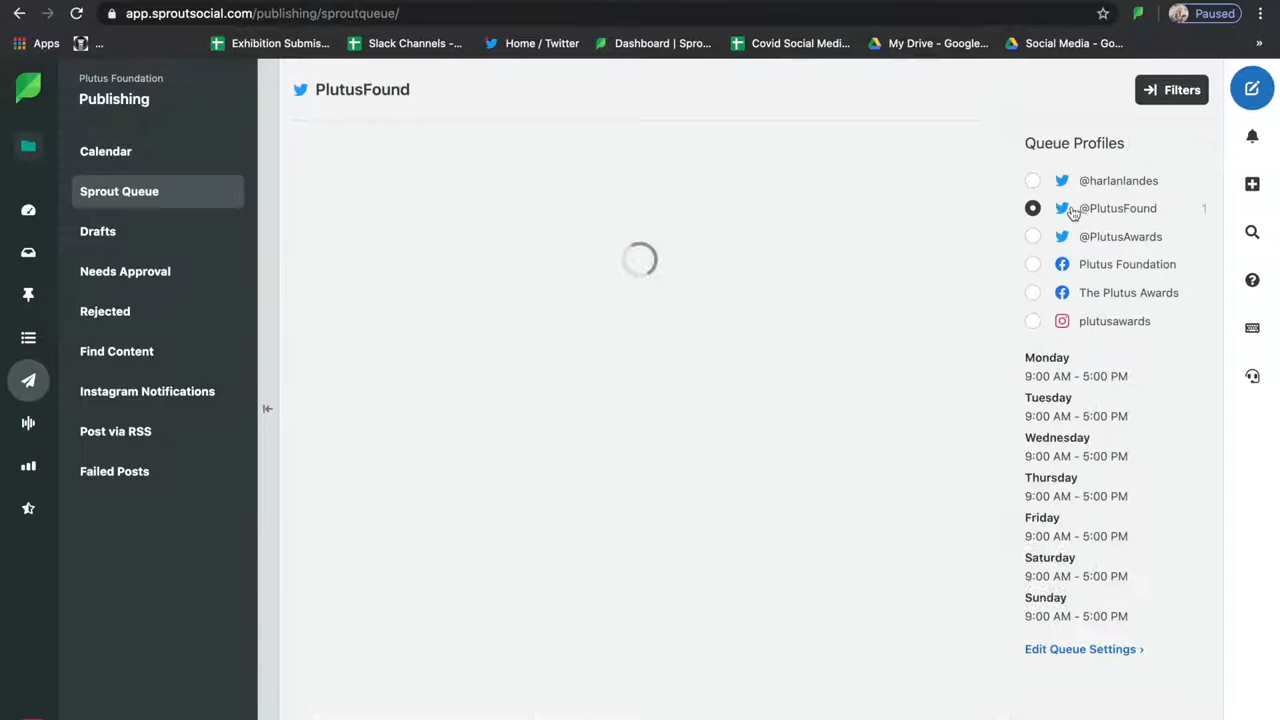 app.sproutsocial.com/publishing/sproutqueue/
Paused
Apps
...
Exhibition Submis...
Slack Channels -...
Home / Twitter
Dashboard | Spro...
Covid Social Medi...
My Drive - Google...
Social Media - Go...
»
Plutus Foundation
Publishing
Calendar
Sprout Queue
Drafts
Needs Approval
Rejected
Find Content
Instagram Notifications
Post via RSS
Failed Posts
PlutusFound
Filters
Queue Profiles
@harlanlandes
@PlutusFound 1
@PlutusAwards
Plutus Foundation
The Plutus Awards
plutusawards
Monday
9:00 AM - 5:00 PM
Tuesday
9:00 AM - 5:00 PM
Wednesday
9:00 AM - 5:00 PM
Thursday
9:00 AM - 5:00 PM
Friday
9:00 AM - 5:00 PM
Saturday
9:00 AM - 5:00 PM
Sunday
9:00 AM - 5:00 PM
Edit Queue Settings ›